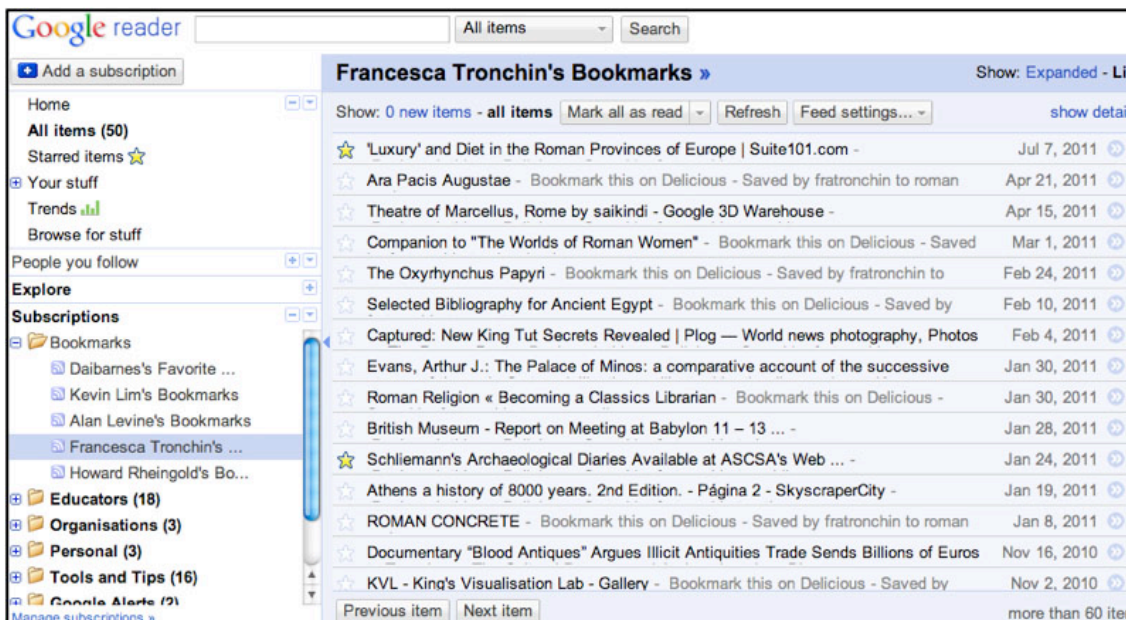 Google reader All items Search
Add a subscription
Home
All items (50)
Starred items
Your stuff
Trends
Browse for stuff
People you follow
Explore
Subscriptions
Bookmarks
Daibarnes's Favorite ...
Kevin Lim's Bookmarks
Alan Levine's Bookmarks
Francesca Tronchin's ...
Howard Rheingold's Bo...
Educators (18)
Organisations (3)
Personal (3)
Tools and Tips (16)
Google Alerts (2)
Manage subscriptions »
Francesca Tronchin's Bookmarks » Show: Expanded - Li
Show: 0 new items - all items Mark all as read Refresh Feed settings... show detai
'Luxury' and Diet in the Roman Provinces of Europe | Suite101.com - Jul 7, 2011
Ara Pacis Augustae - Bookmark this on Delicious - Saved by fratronchin to roman Apr 21, 2011
Theatre of Marcellus, Rome by saikindi - Google 3D Warehouse - Apr 15, 2011
Companion to "The Worlds of Roman Women" - Bookmark this on Delicious - Saved Mar 1, 2011
The Oxyrhynchus Papyri - Bookmark this on Delicious - Saved by fratronchin to Feb 24, 2011
Selected Bibliography for Ancient Egypt - Bookmark this on Delicious - Saved by Feb 10, 2011
Captured: New King Tut Secrets Revealed | Plog — World news photography, Photos Feb 4, 2011
Evans, Arthur J.: The Palace of Minos: a comparative account of the successive Jan 30, 2011
Roman Religion « Becoming a Classics Librarian - Bookmark this on Delicious - Jan 30, 2011
British Museum - Report on Meeting at Babylon 11 – 13 ... - Jan 28, 2011
Schliemann's Archaeological Diaries Available at ASCSA's Web ... - Jan 24, 2011
Athens a history of 8000 years. 2nd Edition. - Página 2 - SkyscraperCity - Jan 19, 2011
ROMAN CONCRETE - Bookmark this on Delicious - Saved by fratronchin to roman Jan 8, 2011
Documentary “Blood Antiques” Argues Illicit Antiquities Trade Sends Billions of Euros Nov 16, 2010
KVL - King's Visualisation Lab - Gallery - Bookmark this on Delicious - Saved by Nov 2, 2010
Previous item Next item more than 60 iter